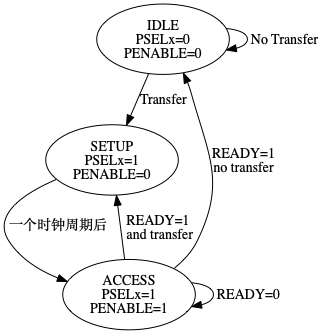 IDLE
PSELx=0
PENABLE=0
No Transfer
Transfer
SETUP
PSELx=1
PENABLE=0
READY=1
no transfer
一个时钟周期后
READY=1
and transfer
ACCESS
PSELx=1
PENABLE=1
READY=0